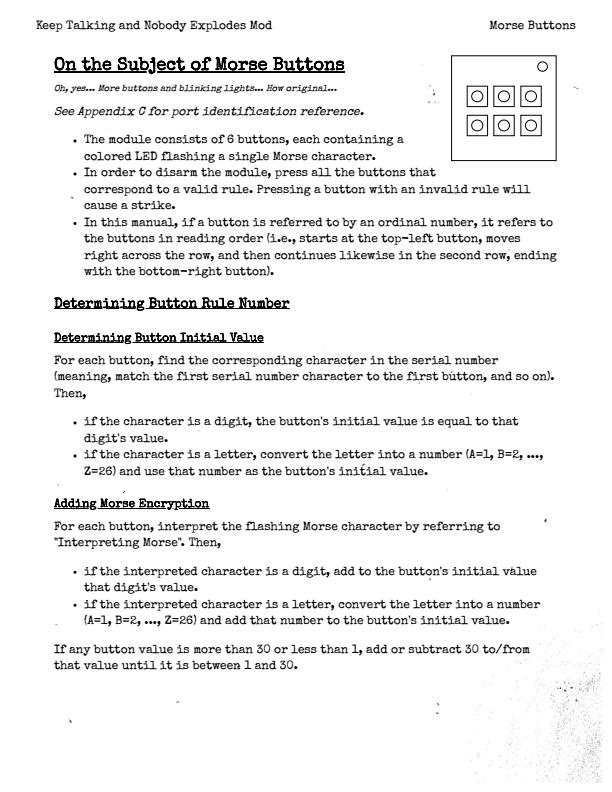 Keep Talking and Nobody Explodes Mod
Morse Buttons
On the Subject of Morse Buttons
Oh, yes... More buttons and blinking lights... How original...
See Appendix C for port identification reference.
• The module consists of 6 buttons, each containing a
colored LED flashing a single Morse character.
• In order to disarm the module, press all the buttons that
correspond to a valid rule. Pressing a button with an invalid rule will
cause a strike.
• In this manual, if a button is referred to by an ordinal number, it refers to
the buttons in reading order (i.e., starts at the top-left button, moves
right across the row, and then continues likewise in the second row, ending
with the bottom-right button).
Determining Button Rule Number
Determining Button Initial Value
For each button, find the corresponding character in the serial number
(meaning, match the first serial number character to the first button, and so on).
Then,
• if the character is a digit, the button's initial value is equal to that
digit's value.
• if the character is a letter, convert the letter into a number (A=1, B=2, ...,
Z=26) and use that number as the button's initial value.
Adding Morse Encryption
For each button, interpret the flashing Morse character by referring to
"Interpreting Morse". Then,
• if the interpreted character is a digit, add to the button's initial value
that digit's value.
• if the interpreted character is a letter, convert the letter into a number
(A=1, B=2, ..., Z=26) and add that number to the button's initial value.
If any button value is more than 30 or less than 1, add or subtract 30 to/from
that value until it is between 1 and 30.